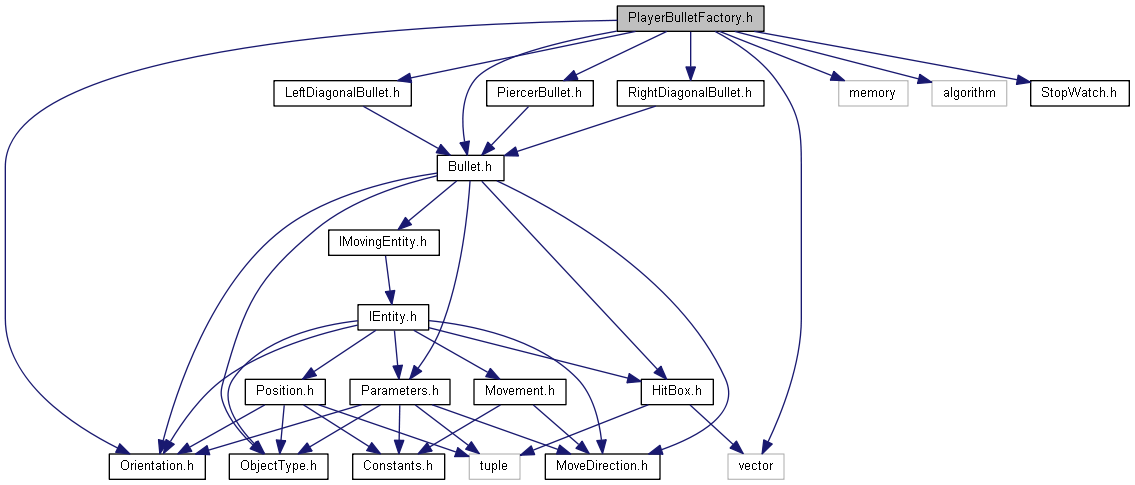 PlayerBulletFactory.h
LeftDiagonalBullet.h
PiercerBullet.h
RightDiagonalBullet.h
memory
algorithm
StopWatch.h
Bullet.h
IMovingEntity.h
IEntity.h
Position.h
Parameters.h
Movement.h
HitBox.h
Orientation.h
ObjectType.h
Constants.h
tuple
MoveDirection.h
vector